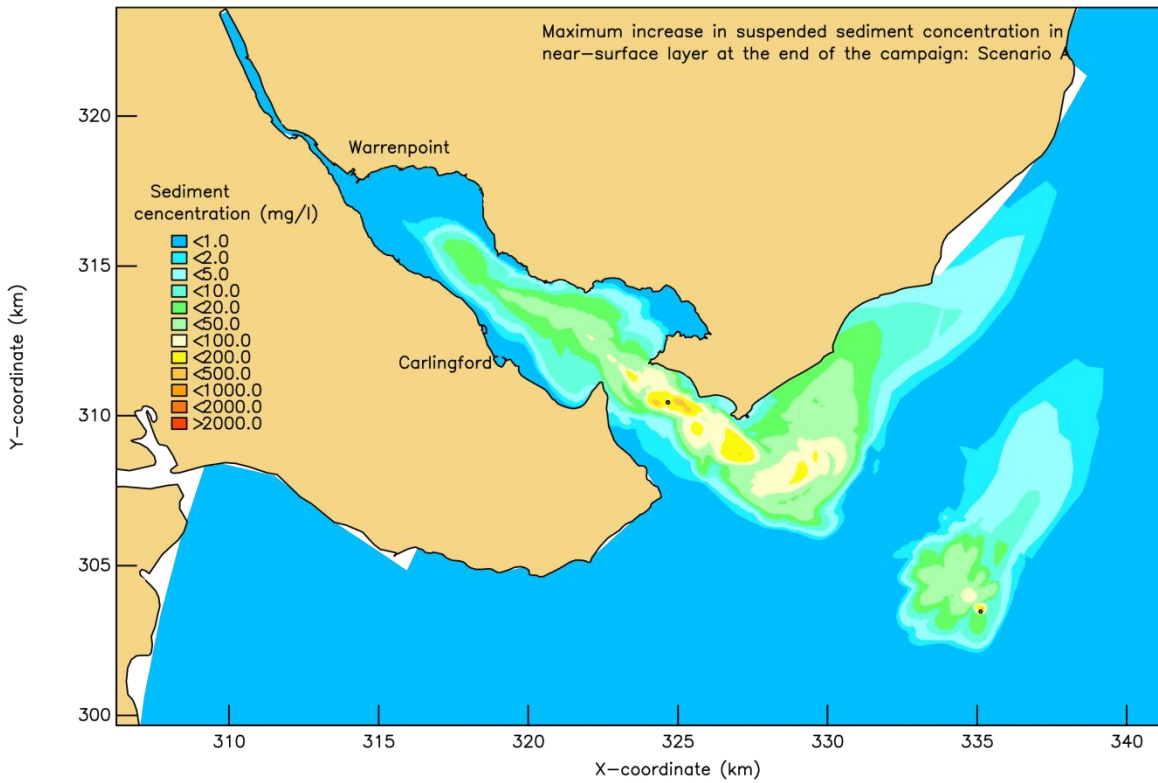 Maximum increase in suspended sediment concentration in
near-surface layer at the end of the campaign: Scenario A
320
Warrenpoint
Sediment
concentration (mg/l)
<1.0
<2.0
<5.0
<10.0
<20.0
<50.0
<100.0
<200.0
<500.0
<1000.0
<2000.0
>2000.0
315
Carlingford
310
305
300
Y-coordinate (km)
310 315 320 325 330 335 340
X-coordinate (km)